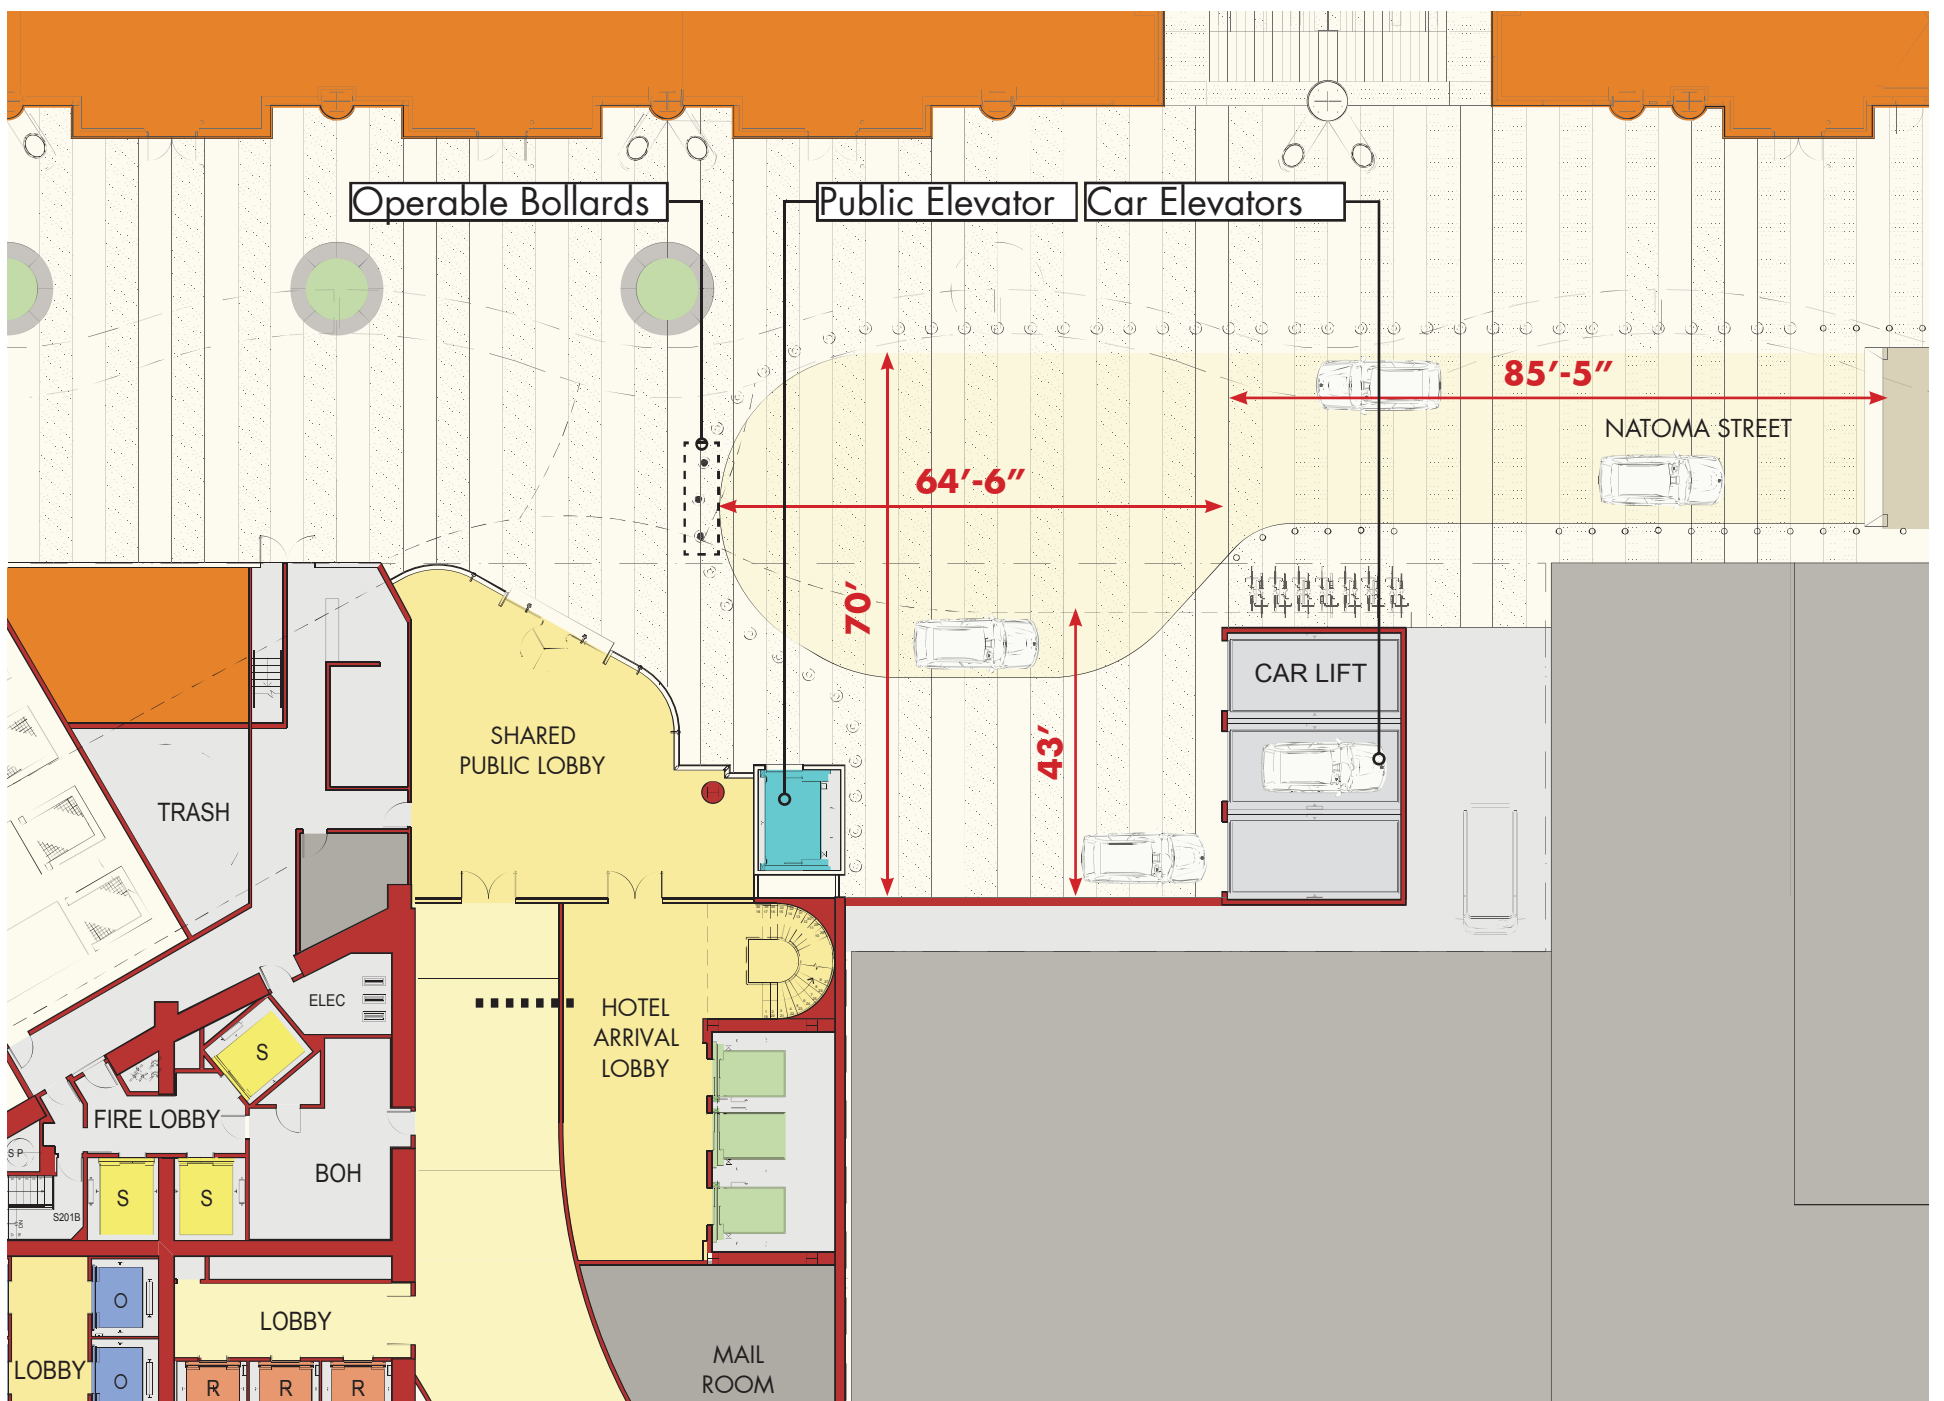 Operable Bollards
Public Elevator
Car Elevators
85'-5"
NATOMA STREET
64'-6"
70'
43'
CAR LIFT
SHARED
PUBLIC LOBBY
TRASH
ELEC
HOTEL
ARRIVAL
LOBBY
S
FIRE LOBBY
S P
BOH
S
S
S201B
DN
O
LOBBY
O
LOBBY
R
R
R
MAIL
ROOM